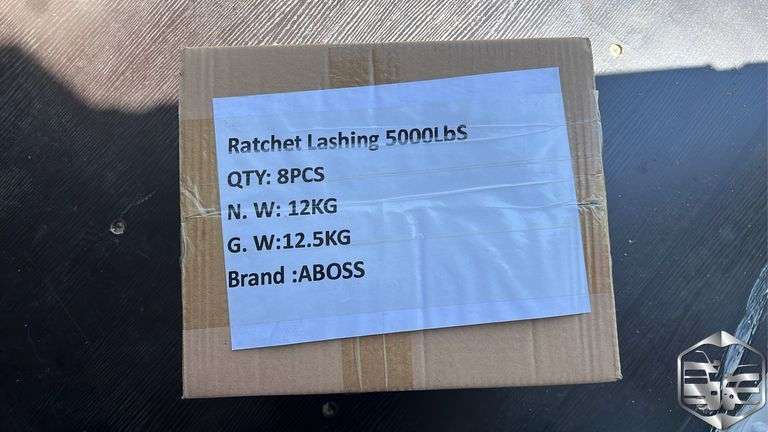 Ratchet Lashing 5000LbS
QTY: 8PCS
N. W: 12KG
G. W:12.5KG
Brand :ABOSS